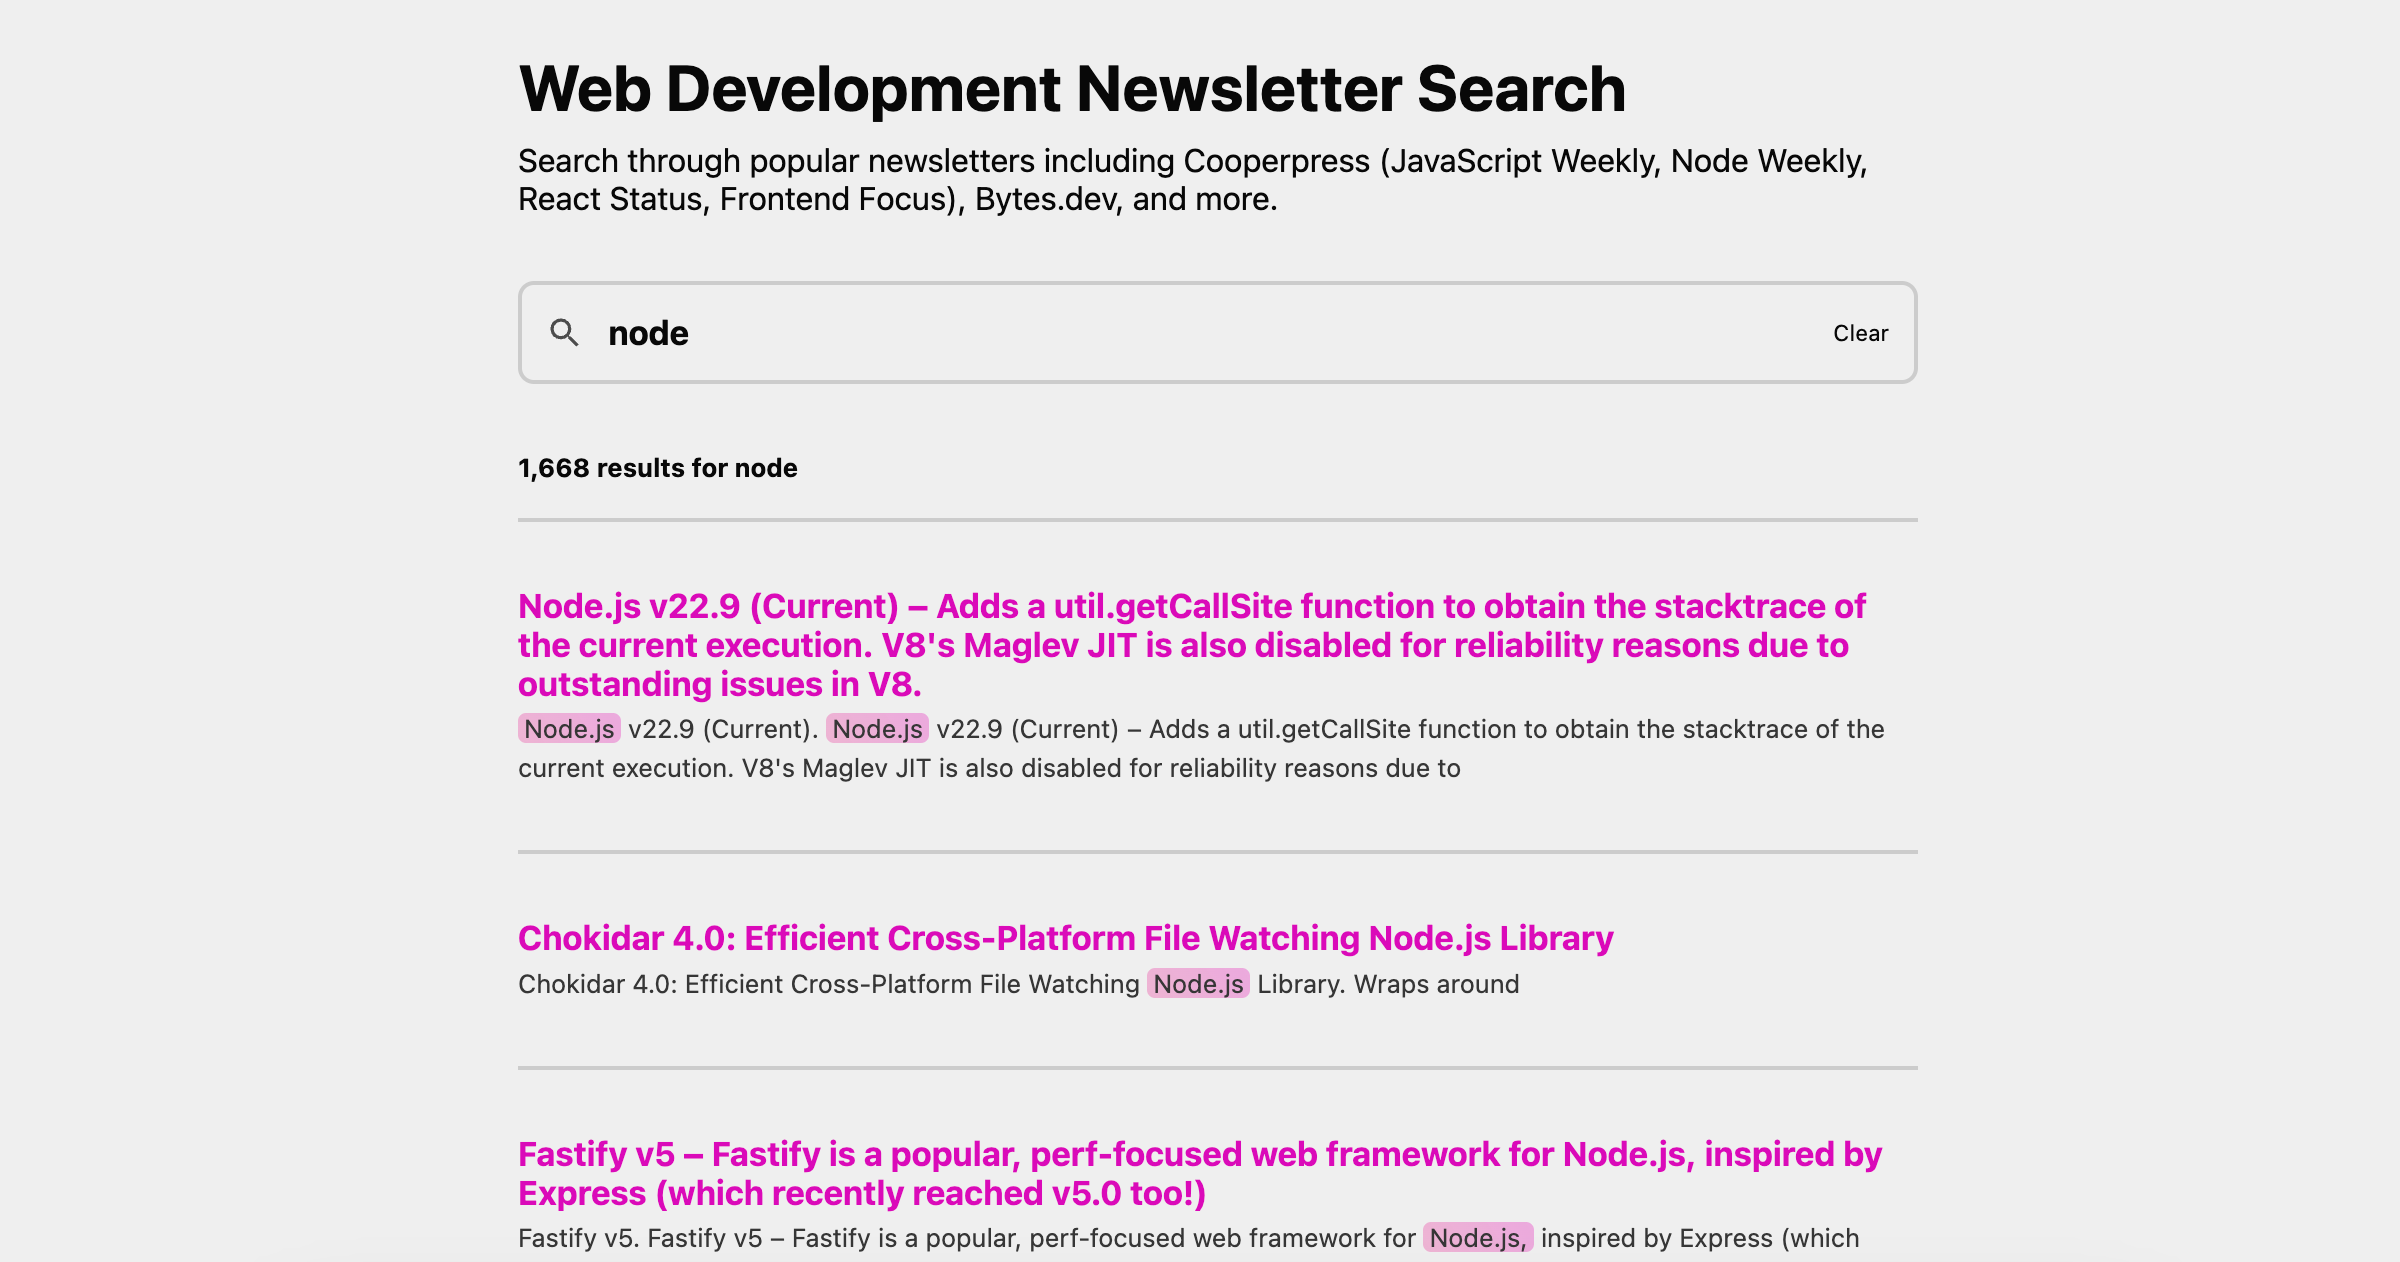 Web Development Newsletter Search
Search through popular newsletters including Cooperpress (JavaScript Weekly, Node Weekly,
React Status, Frontend Focus), Bytes.dev, and more.
node
Clear
1,668 results for node
Node.js v22.9 (Current) – Adds a util.getCallSite function to obtain the stacktrace of
the current execution. V8's Maglev JIT is also disabled for reliability reasons due to
outstanding issues in V8.
Node.js v22.9 (Current). Node.js v22.9 (Current) – Adds a util.getCallSite function to obtain the stacktrace of the
current execution. V8's Maglev JIT is also disabled for reliability reasons due to
Chokidar 4.0: Efficient Cross-Platform File Watching Node.js Library
Chokidar 4.0: Efficient Cross-Platform File Watching Node.js Library. Wraps around
Fastify v5 – Fastify is a popular, perf-focused web framework for Node.js, inspired by
Express (which recently reached v5.0 too!)
Fastify v5. Fastify v5 – Fastify is a popular, perf-focused web framework for Node.js, inspired by Express (which